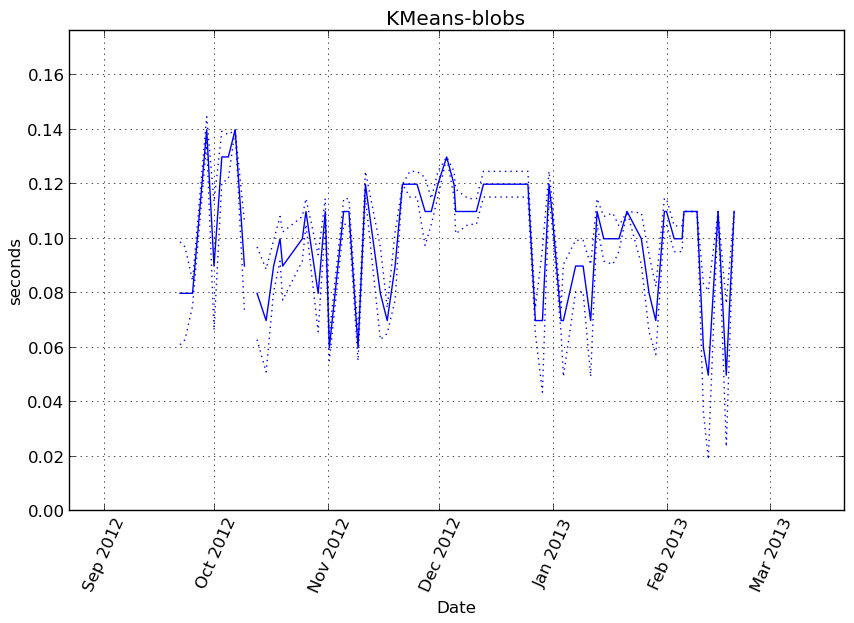 KMeans-blobs
seconds
0.16
0.14
0.12
0.10
0.08
0.06
0.04
0.02
0.00
Sep 2012
Oct 2012
Nov 2012
Dec 2012
Jan 2013
Feb 2013
Mar 2013
Date